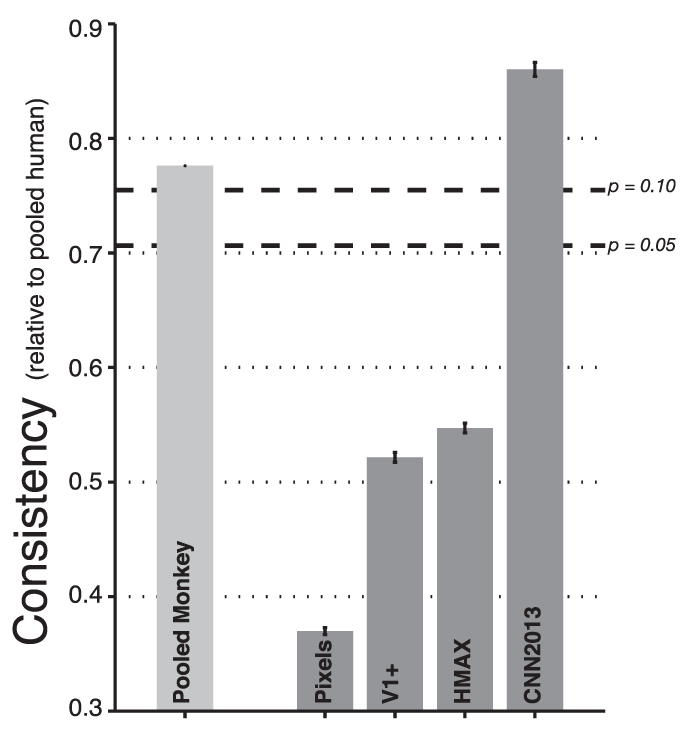 0.9
0.8
0.7
0.6
0.5
0.4
0.3
Consistency (relative to pooled human)
p = 0.10
p = 0.05
Pooled Monkey
Pixels
V1+
HMAX
CNN2013